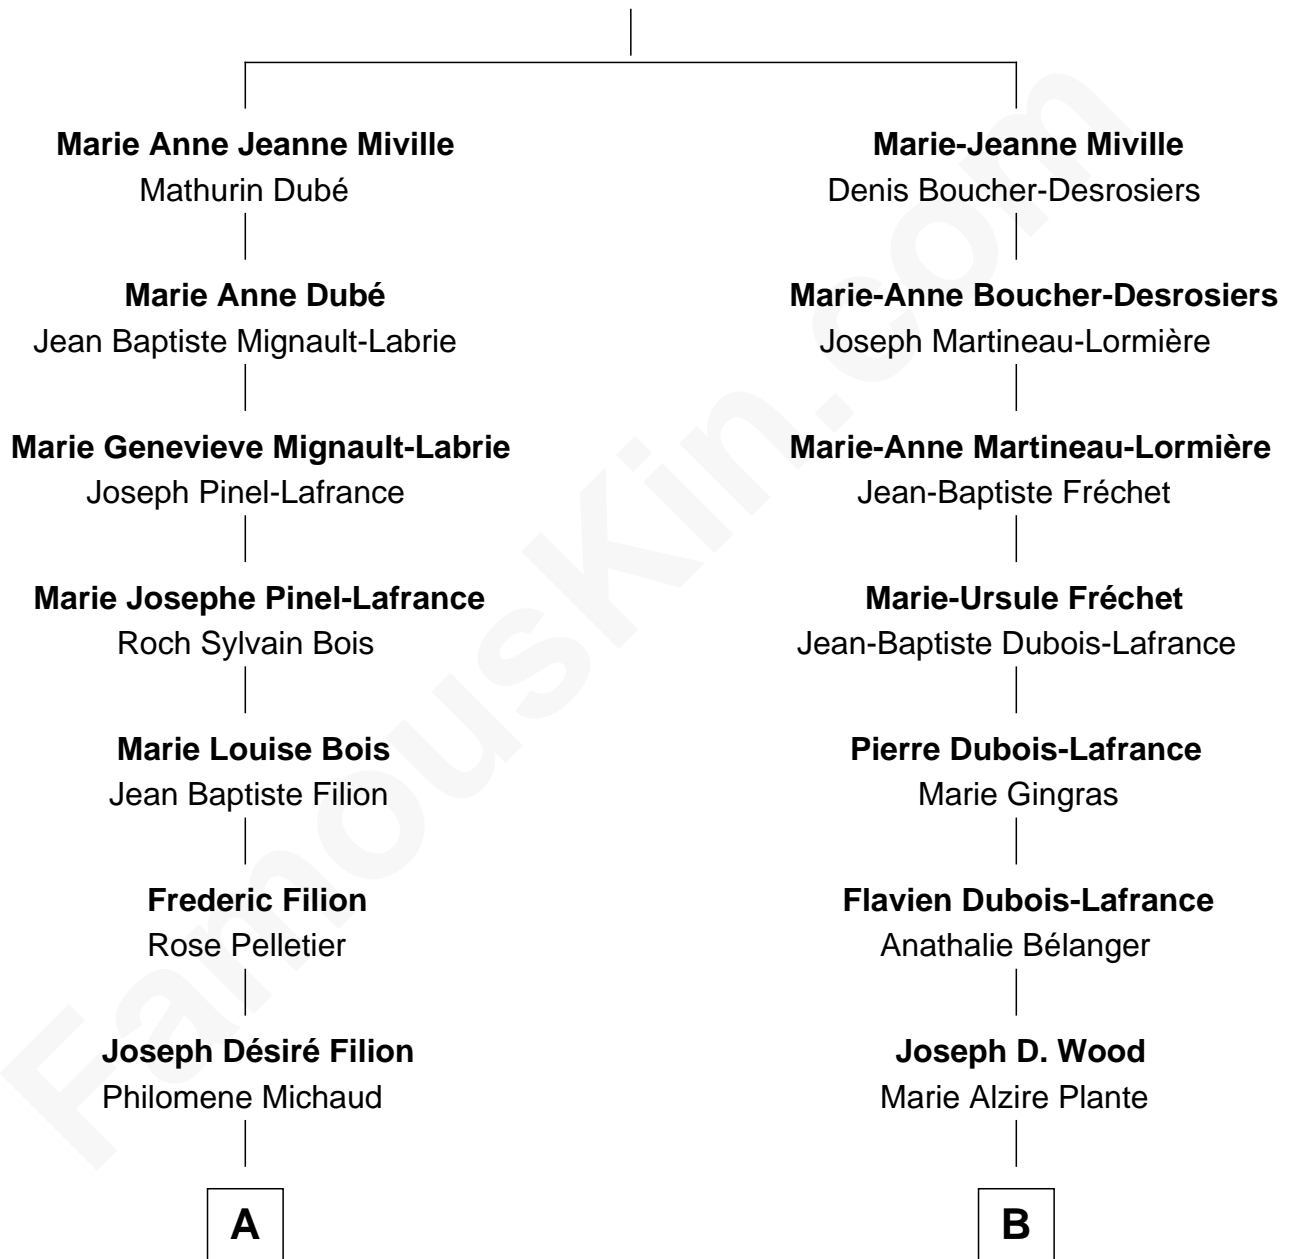 Marie Anne Jeanne Miville
Mathurin Dubé
Marie Anne Dubé
Jean Baptiste Mignault-Labrie
Marie Genevieve Mignault-Labrie
Joseph Pinel-Lafrance
Marie Josephe Pinel-Lafrance
Roch Sylvain Bois
Marie Louise Bois
Jean Baptiste Filion
Frederic Filion
Rose Pelletier
Joseph Désiré Filion
Philomene Michaud
A
Marie-Jeanne Miville
Denis Boucher-Desrosiers
Marie-Anne Boucher-Desrosiers
Joseph Martineau-Lormière
Marie-Anne Martineau-Lormière
Jean-Baptiste Fréchet
Marie-Ursule Fréchet
Jean-Baptiste Dubois-Lafrance
Pierre Dubois-Lafrance
Marie Gingras
Flavien Dubois-Lafrance
Anathalie Bélanger
Joseph D. Wood
Marie Alzire Plante
B
FamousKin.com